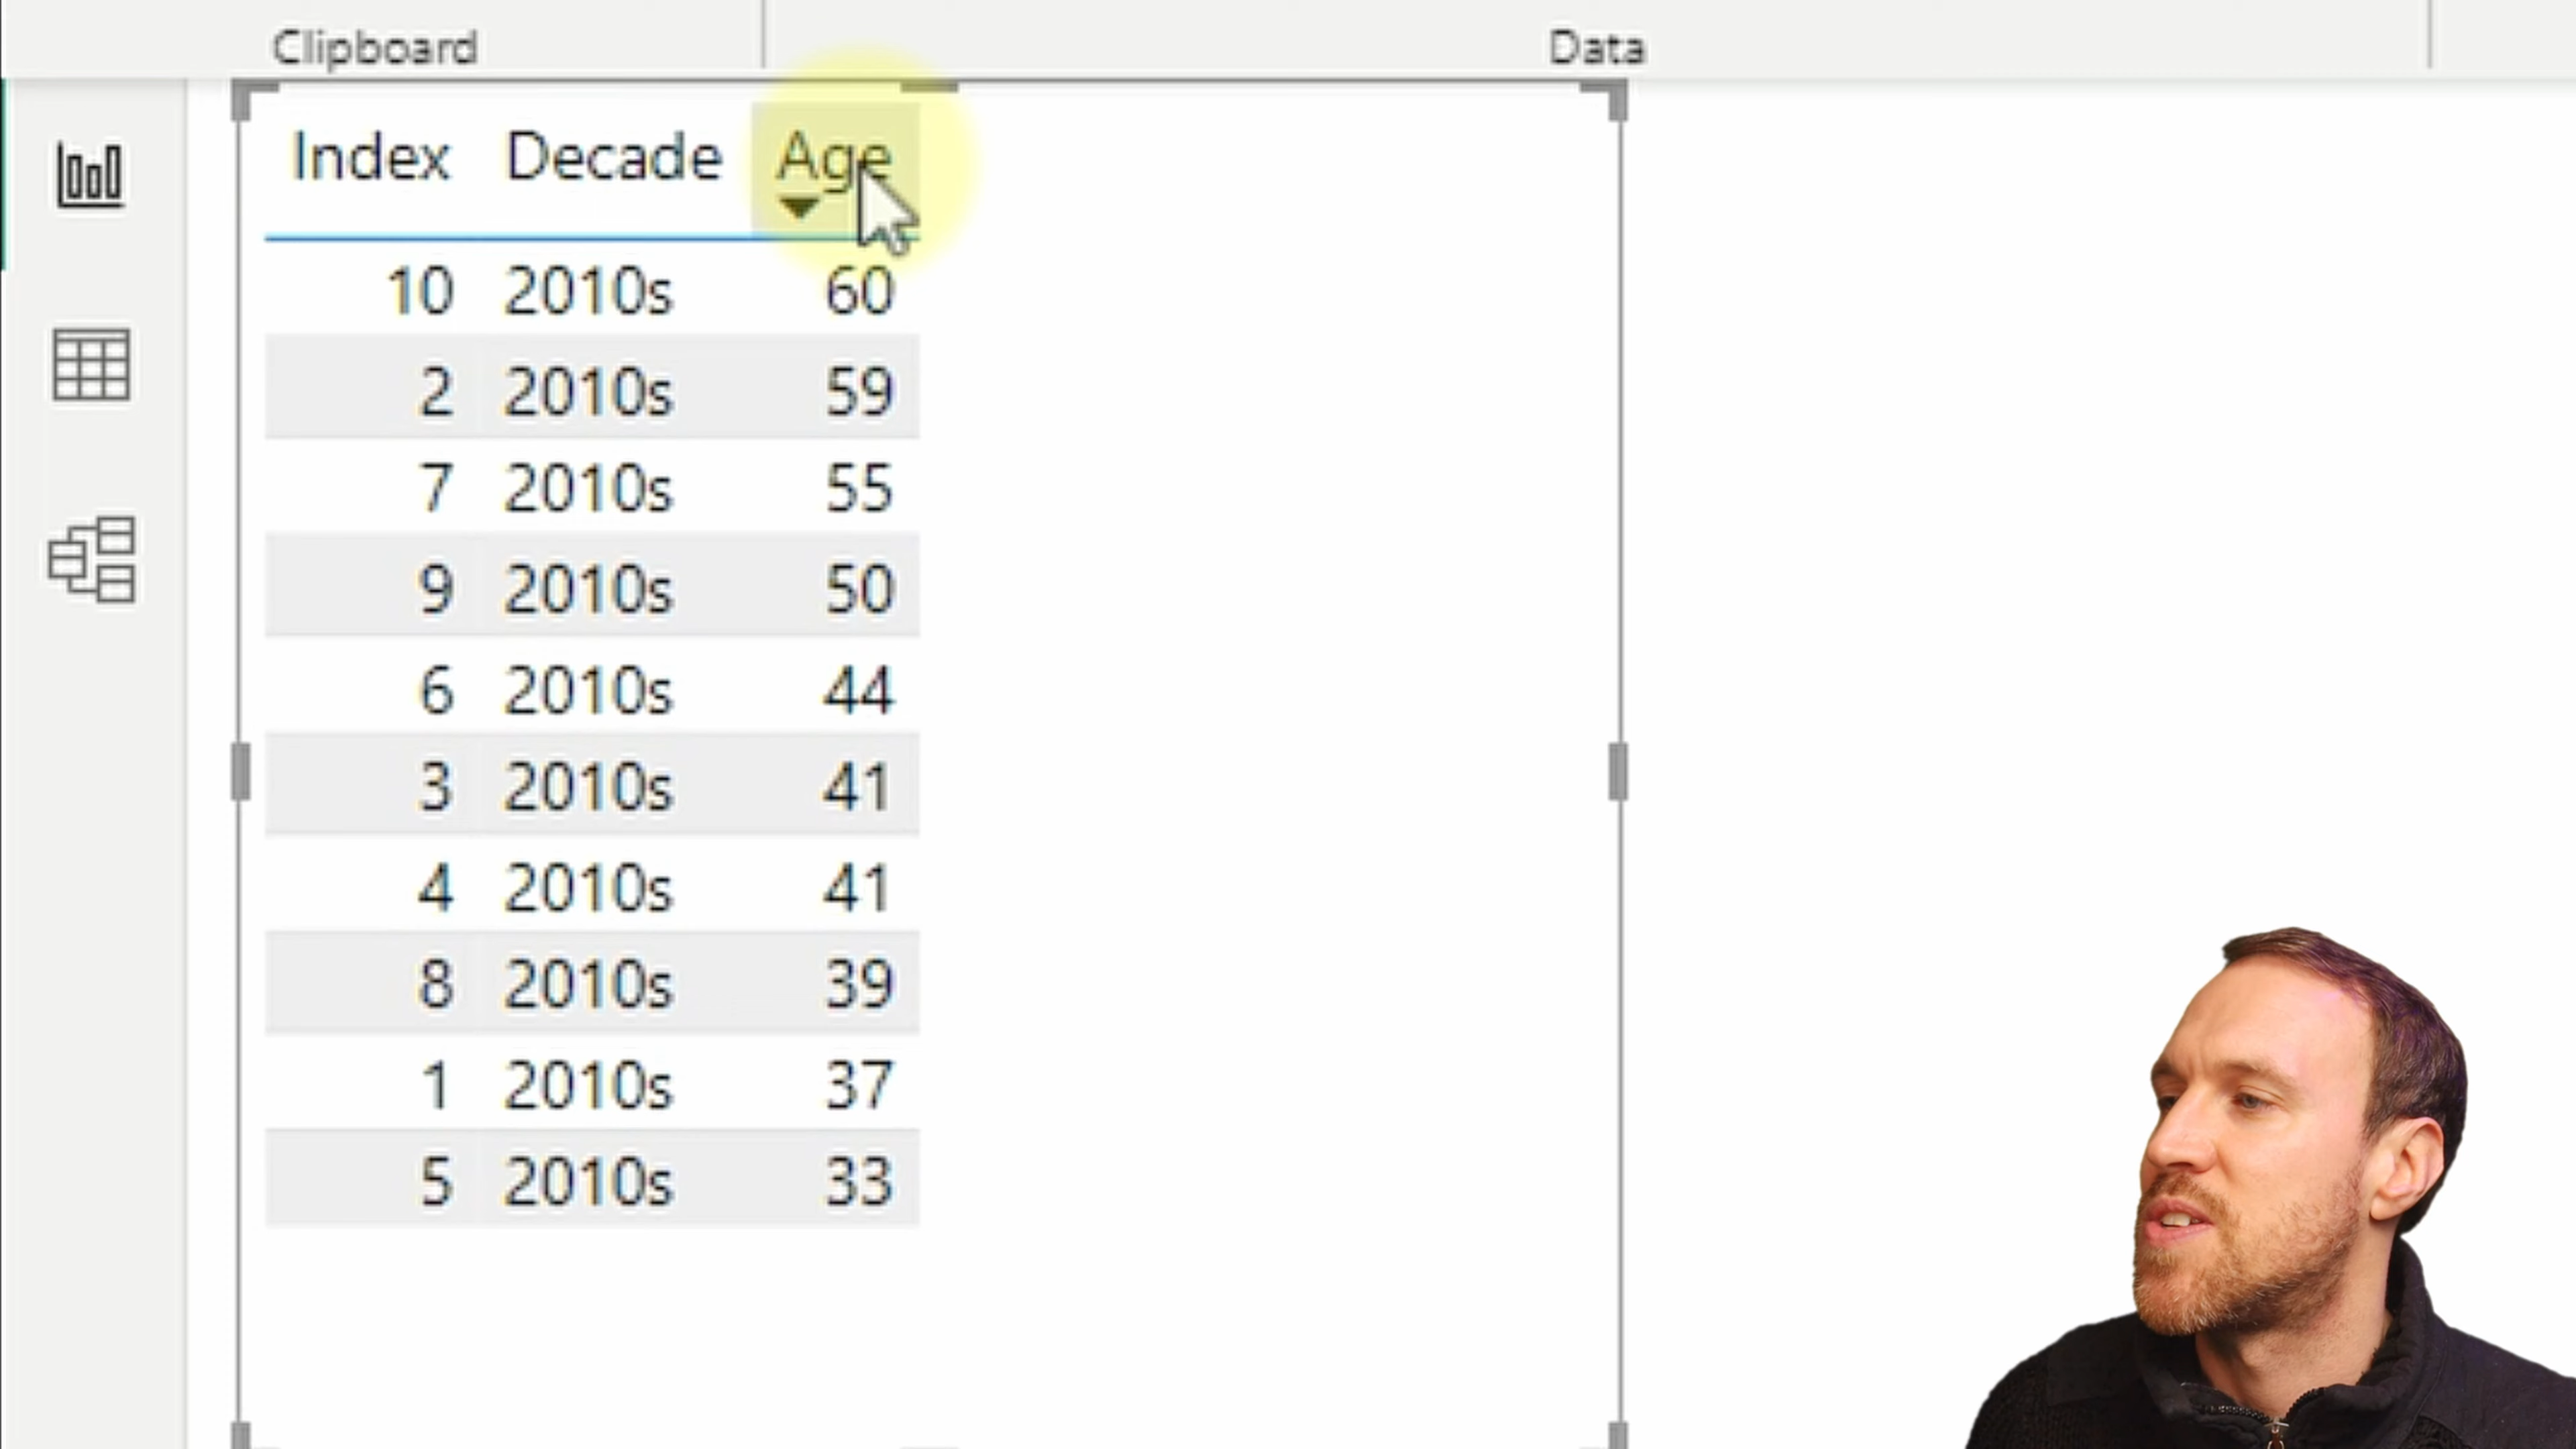 Clipboard Data
Index Decade Age
10 2010s 60
2 2010s 59
7 2010s 55
9 2010s 50
6 2010s 44
3 2010s 41
4 2010s 41
8 2010s 39
1 2010s 37
5 2010s 33